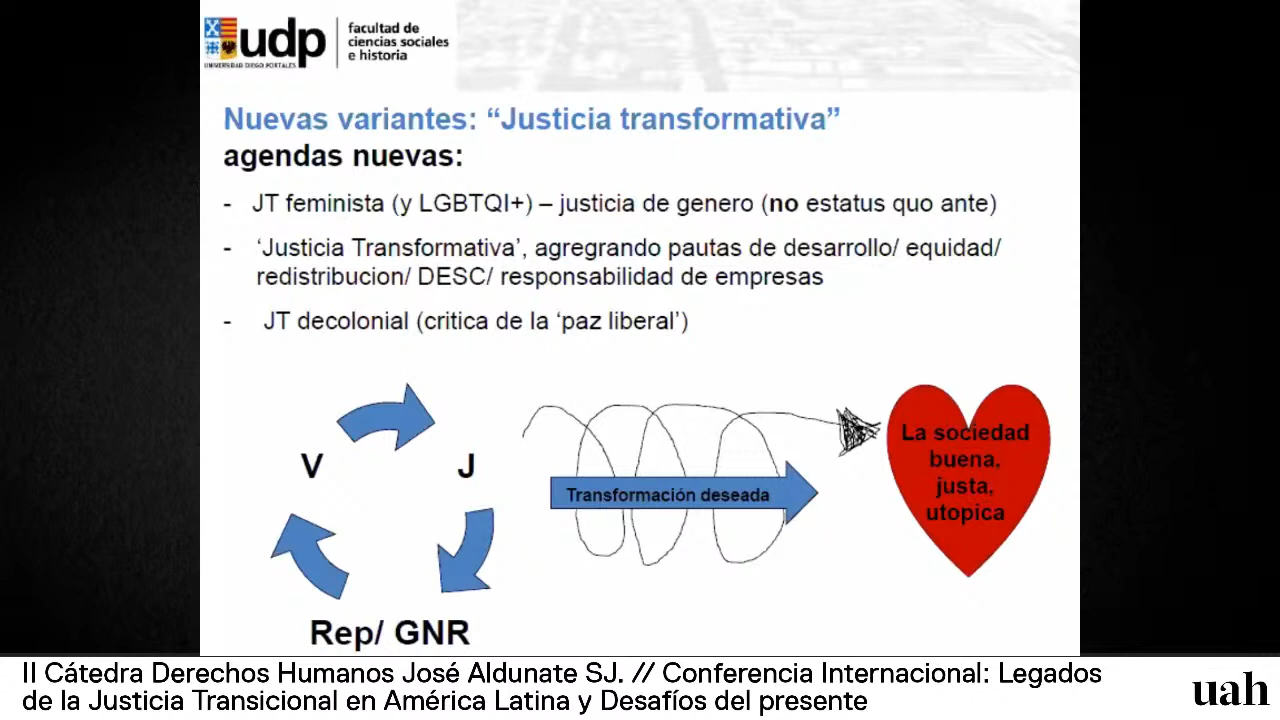 udp
UNIVERSIDAD DIEGO PORTALES
facultad de
ciencias sociales
e historia
Nuevas variantes: “Justicia transformativa”
agendas nuevas:
- JT feminista (y LGBTQI+) – justicia de genero (no estatus quo ante)
- ‘Justicia Transformativa’, agregrando pautas de desarrollo/ equidad/
redistribucion/ DESC/ responsabilidad de empresas
- JT decolonial (critica de la ‘paz liberal’)
V
J
Rep/ GNR
Transformación deseada
La sociedad
buena,
justa,
utopica
II Cátedra Derechos Humanos José Aldunate SJ. // Conferencia Internacional: Legados
de la Justicia Transicional en América Latina y Desafíos del presente
uah